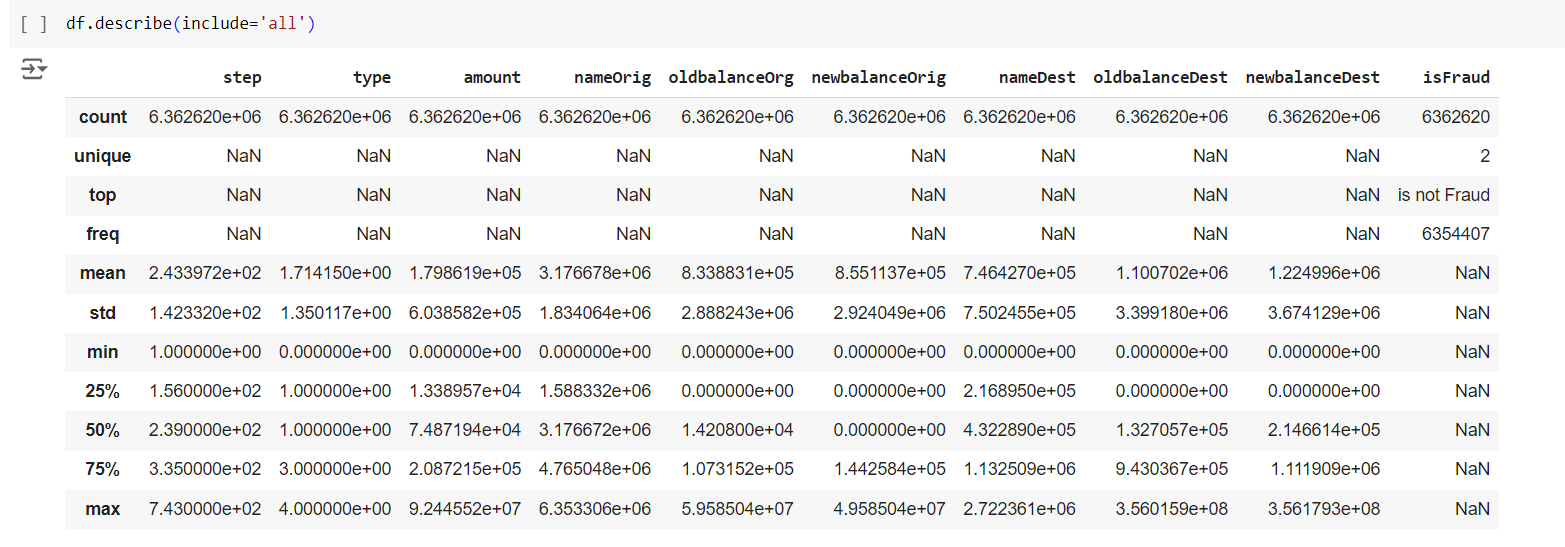 [ ] df.describe(include='all')
step type amount nameOrig oldbalanceOrg newbalanceOrig nameDest oldbalanceDest newbalanceDest isFraud
count 6.362620e+06 6.362620e+06 6.362620e+06 6.362620e+06 6.362620e+06 6.362620e+06 6.362620e+06 6.362620e+06 6.362620e+06 6362620
unique NaN NaN NaN NaN NaN NaN NaN NaN NaN 2
top NaN NaN NaN NaN NaN NaN NaN NaN NaN is not Fraud
freq NaN NaN NaN NaN NaN NaN NaN NaN NaN 6354407
mean 2.433972e+02 1.714150e+00 1.798619e+05 3.176678e+06 8.338831e+05 8.551137e+05 7.464270e+05 1.100702e+06 1.224996e+06 NaN
std 1.423320e+02 1.350117e+00 6.038582e+05 1.834064e+06 2.888243e+06 2.924049e+06 7.502455e+05 3.399180e+06 3.674129e+06 NaN
min 1.000000e+00 0.000000e+00 0.000000e+00 0.000000e+00 0.000000e+00 0.000000e+00 0.000000e+00 0.000000e+00 0.000000e+00 NaN
25% 1.560000e+02 1.000000e+00 1.338957e+04 1.588332e+06 0.000000e+00 0.000000e+00 2.168950e+05 0.000000e+00 0.000000e+00 NaN
50% 2.390000e+02 1.000000e+00 7.487194e+04 3.176672e+06 1.420800e+04 0.000000e+00 4.322890e+05 1.327057e+05 2.146614e+05 NaN
75% 3.350000e+02 3.000000e+00 2.087215e+05 4.765048e+06 1.073152e+05 1.442584e+05 1.132509e+06 9.430367e+05 1.111909e+06 NaN
max 7.430000e+02 4.000000e+00 9.244552e+07 6.353306e+06 5.958504e+07 4.958504e+07 2.722361e+06 3.560159e+08 3.561793e+08 NaN